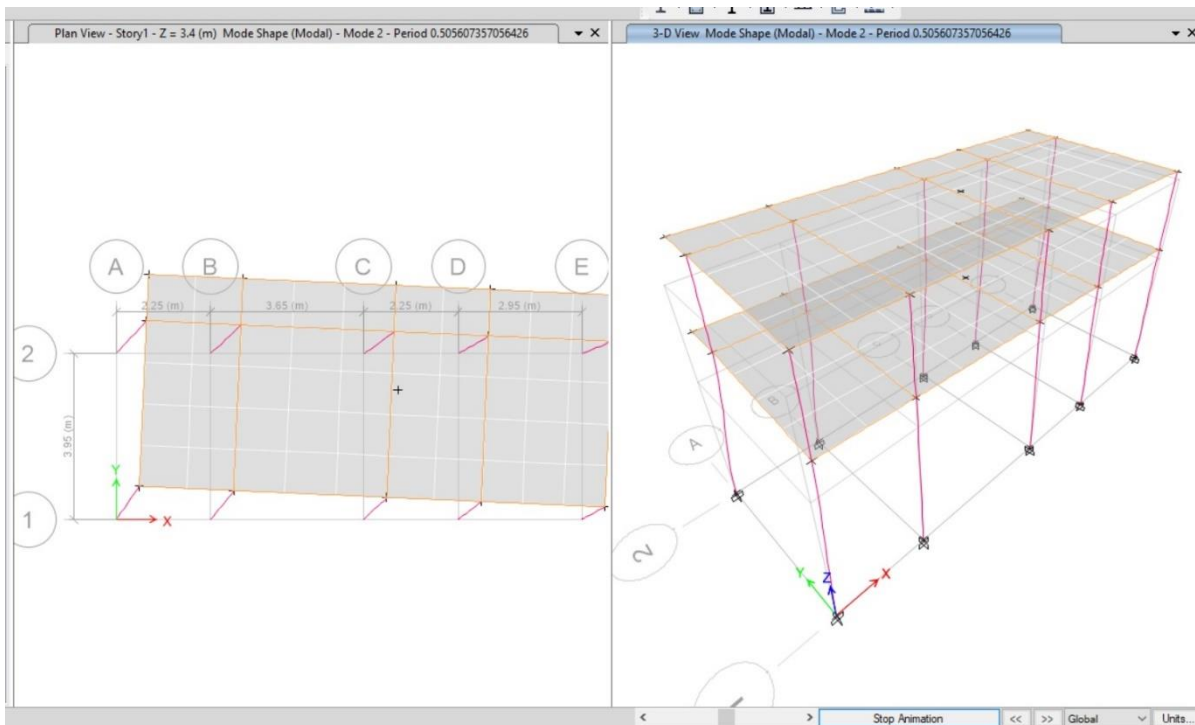 Plan View - Story1 - Z = 3.4 (m) Mode Shape (Modal) - Mode 2 - Period 0.505607357056426
3-D View Mode Shape (Modal) - Mode 2 - Period 0.505607357056426
A B C D E
2.25 (m) 3.65 (m) 2.25 (m) 2.95 (m)
2
3.95 (m)
Y
1
X
A
B
2
Y Z X
1
Stop Animation << >> Global Units...